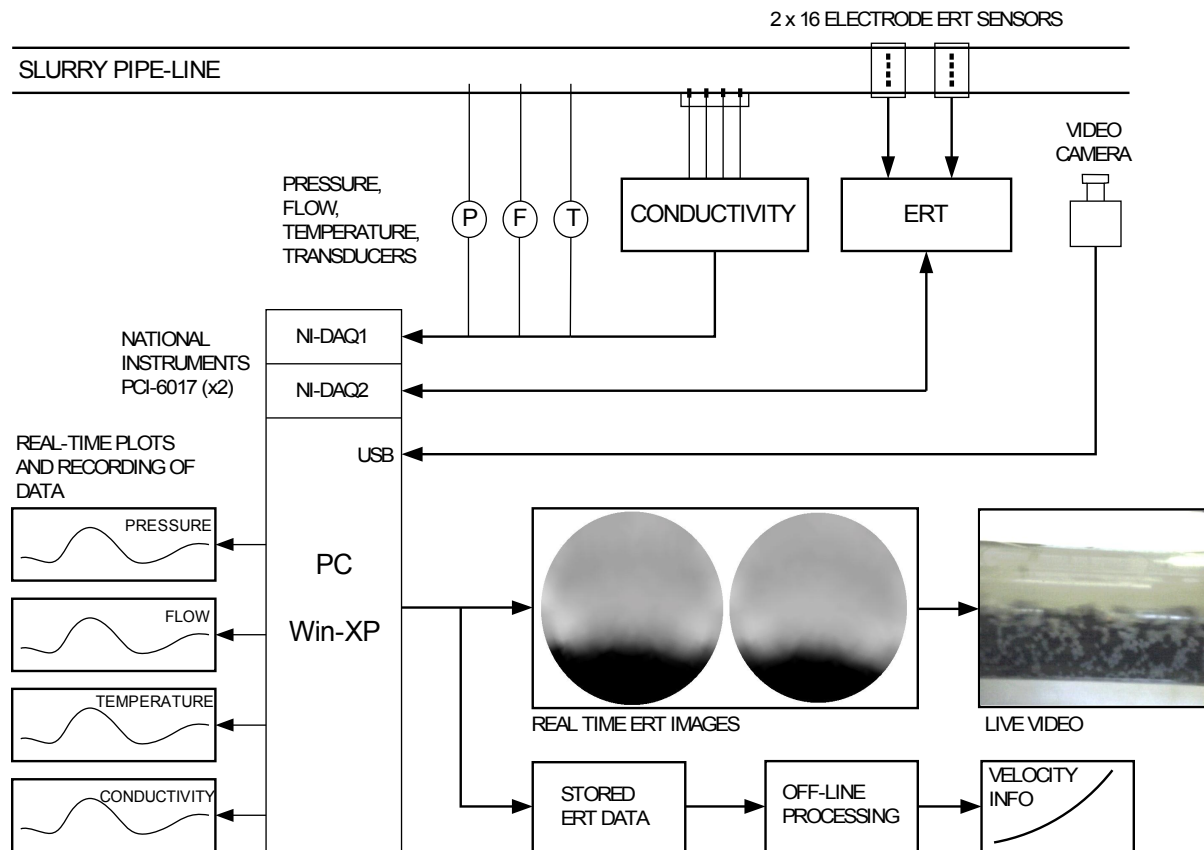 2 x 16 ELECTRODE ERT SENSORS
SLURRY PIPE-LINE
VIDEO
CAMERA
PRESSURE,
FLOW,
TEMPERATURE,
TRANSDUCERS
P
F
T
CONDUCTIVITY
ERT
NATIONAL
INSTRUMENTS
PCI-6017 (x2)
NI-DAQ1
NI-DAQ2
USB
PC
Win-XP
REAL-TIME PLOTS
AND RECORDING OF
DATA
PRESSURE
FLOW
TEMPERATURE
CONDUCTIVITY
REAL TIME ERT IMAGES
LIVE VIDEO
STORED
ERT DATA
OFF-LINE
PROCESSING
VELOCITY
INFO